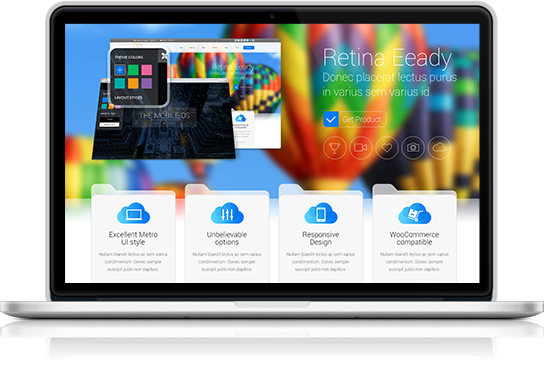 THEME COLORS
LAYOUT STYLES
THE MOBILE OS
Retina Eeady
Donec placerat lectus purus
in varius sem varius id.
Get Product
Excellent Metro
UI style
Nullam blandit lectus ac sem varius
condimentum. Donec semper
suscipit justo non dapibus.
Unbelievable
options
Nullam blandit lectus ac sem varius
condimentum. Donec semper
suscipit justo non dapibus.
Responsive
Design
Nullam blandit lectus ac sem varius
condimentum. Donec semper
suscipit justo non dapibus.
WooCommerce
compatible
Nullam blandit lectus ac sem varius
condimentum. Donec semper
suscipit justo non dapibus.